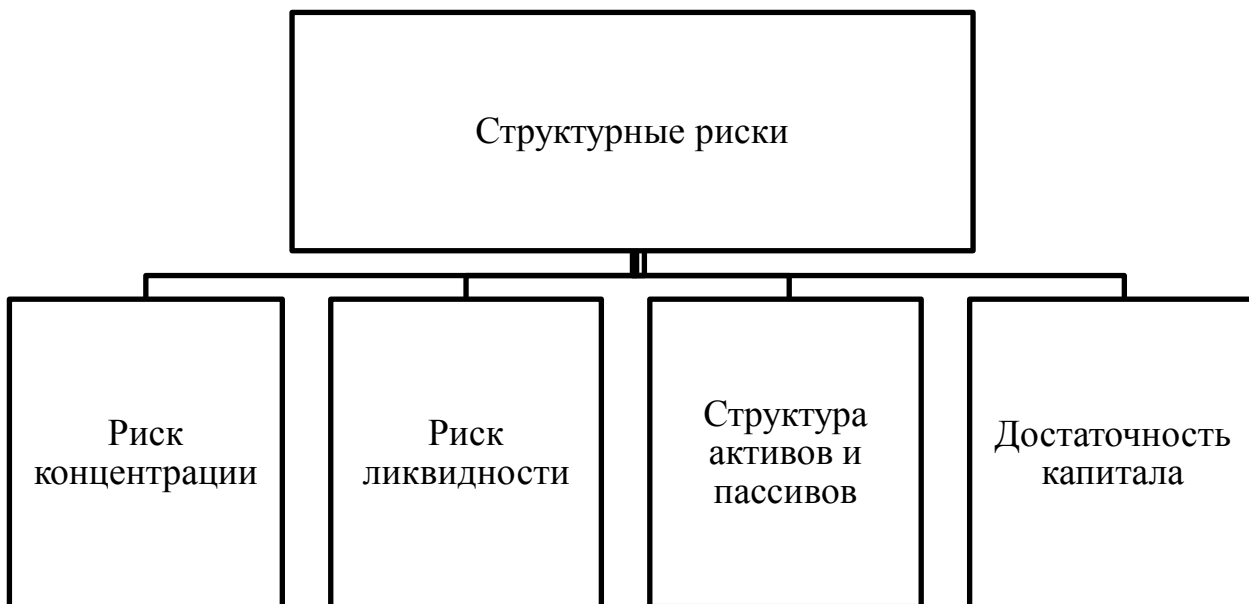 Структурные риски
Риск
концентрации
Риск
ликвидности
Структура
активов и
пассивов
Достаточность
капитала